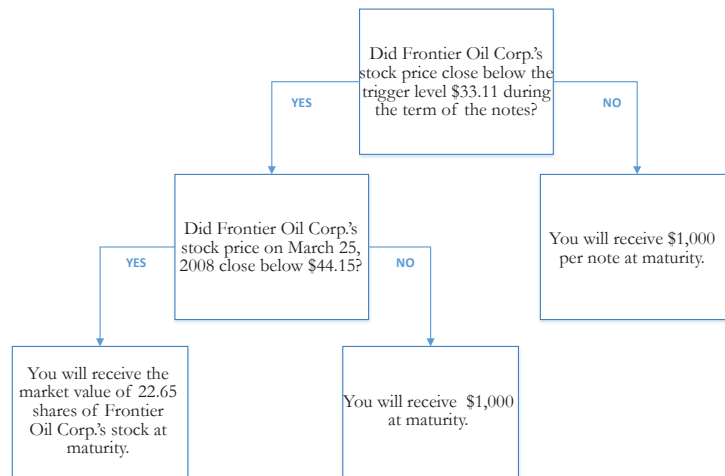 Did Frontier Oil Corp.'s
stock price close below the
trigger level $33.11 during
the term of the notes?
YES
NO
Did Frontier Oil Corp.'s
stock price on March 25,
2008 close below $44.15?
You will receive $1,000
per note at maturity.
YES
NO
You will receive the
market value of 22.65
shares of Frontier
Oil Corp.'s stock at
maturity.
You will receive $1,000
at maturity.